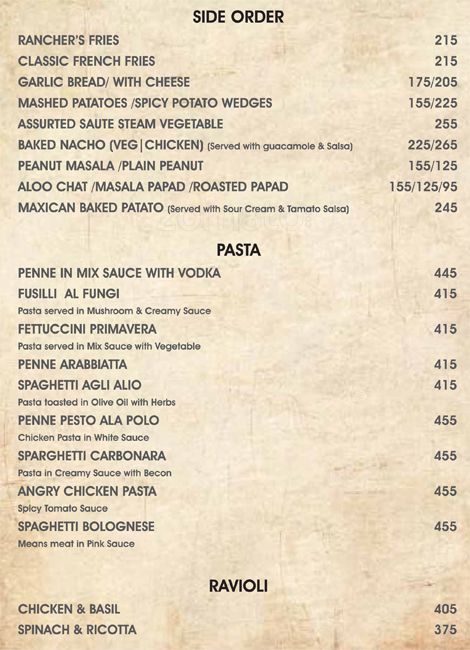 SIDE ORDER
RANCHER'S FRIES 215
CLASSIC FRENCH FRIES 215
GARLIC BREAD/ WITH CHEESE 175/205
MASHED PATATOES /SPICY POTATO WEDGES 155/225
ASSURTED SAUTE STEAM VEGETABLE 255
BAKED NACHO (VEG|CHICKEN) (Served with guacamole & Salsa) 225/265
PEANUT MASALA /PLAIN PEANUT 155/125
ALOO CHAT /MASALA PAPAD /ROASTED PAPAD 155/125/95
MAXICAN BAKED PATATO (Served with Sour Cream & Tamato Salsa) 245
PASTA
PENNE IN MIX SAUCE WITH VODKA 445
FUSILLI AL FUNGI 415
Pasta served in Mushroom & Creamy Sauce
FETTUCCINI PRIMAVERA 415
Pasta served in Mix Sauce with Vegetable
PENNE ARABBIATTA 415
SPAGHETTI AGLI ALIO 415
Pasta toasted in Olive Oil with Herbs
PENNE PESTO ALA POLO 455
Chicken Pasta in White Sauce
SPARGHETTI CARBONARA 455
Pasta in Creamy Sauce with Becon
ANGRY CHICKEN PASTA 455
Spicy Tomato Sauce
SPAGHETTI BOLOGNESE 455
Means meat in Pink Sauce
RAVIOLI
CHICKEN & BASIL 405
SPINACH & RICOTTA 375